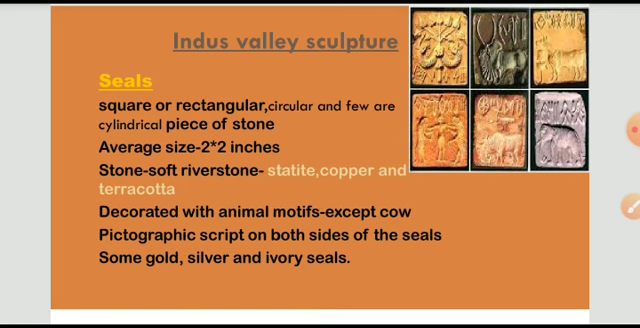 Indus valley sculpture
Seals
square or rectangular,circular and few are
cylindrical piece of stone
Average size-2*2 inches
Stone-soft riverstone- statite,copper and
terracotta
Decorated with animal motifs-except cow
Pictographic script on both sides of the seals
Some gold, silver and ivory seals.